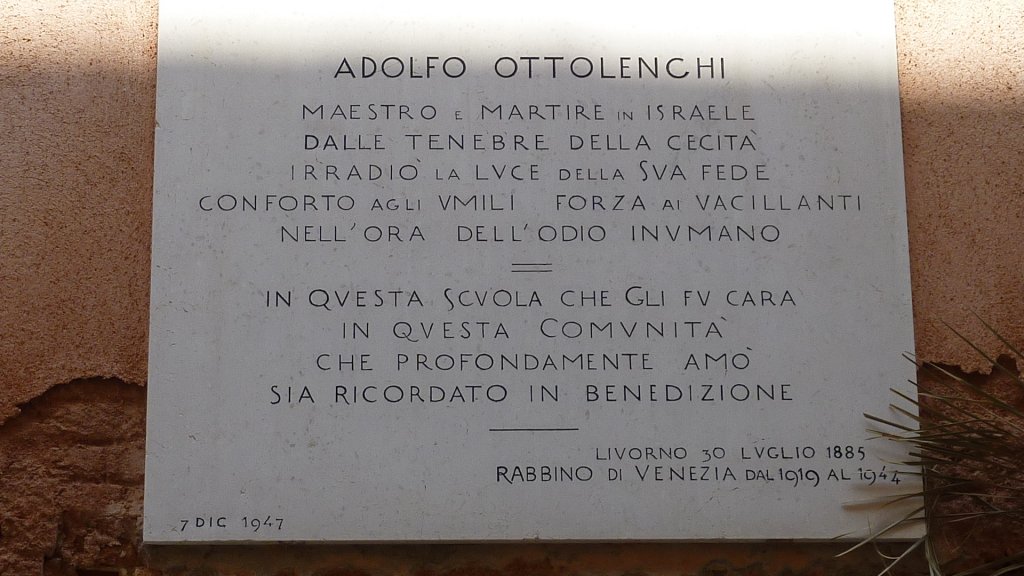 ADOLFO OTTOLENGHI
MAESTRO E MARTIRE IN ISRAELE
DALLE TENEBRE DELLA CECITÀ
IRRADIÒ LA LVCE DELLA SVA FEDE
CONFORTO AGLI VMILI FORZA AI VACILLANTI
NELL'ORA DELL'ODIO INVMANO
IN QVESTA SCVOLA CHE GLI FV CARA
IN QVESTA COMVNITÀ
CHE PROFONDAMENTE AMÒ
SIA RICORDATO IN BENEDIZIONE
LIVORNO 30 LVGLIO 1885
RABBINO DI VENEZIA DAL 1919 AL 1944
7 DIC 1947